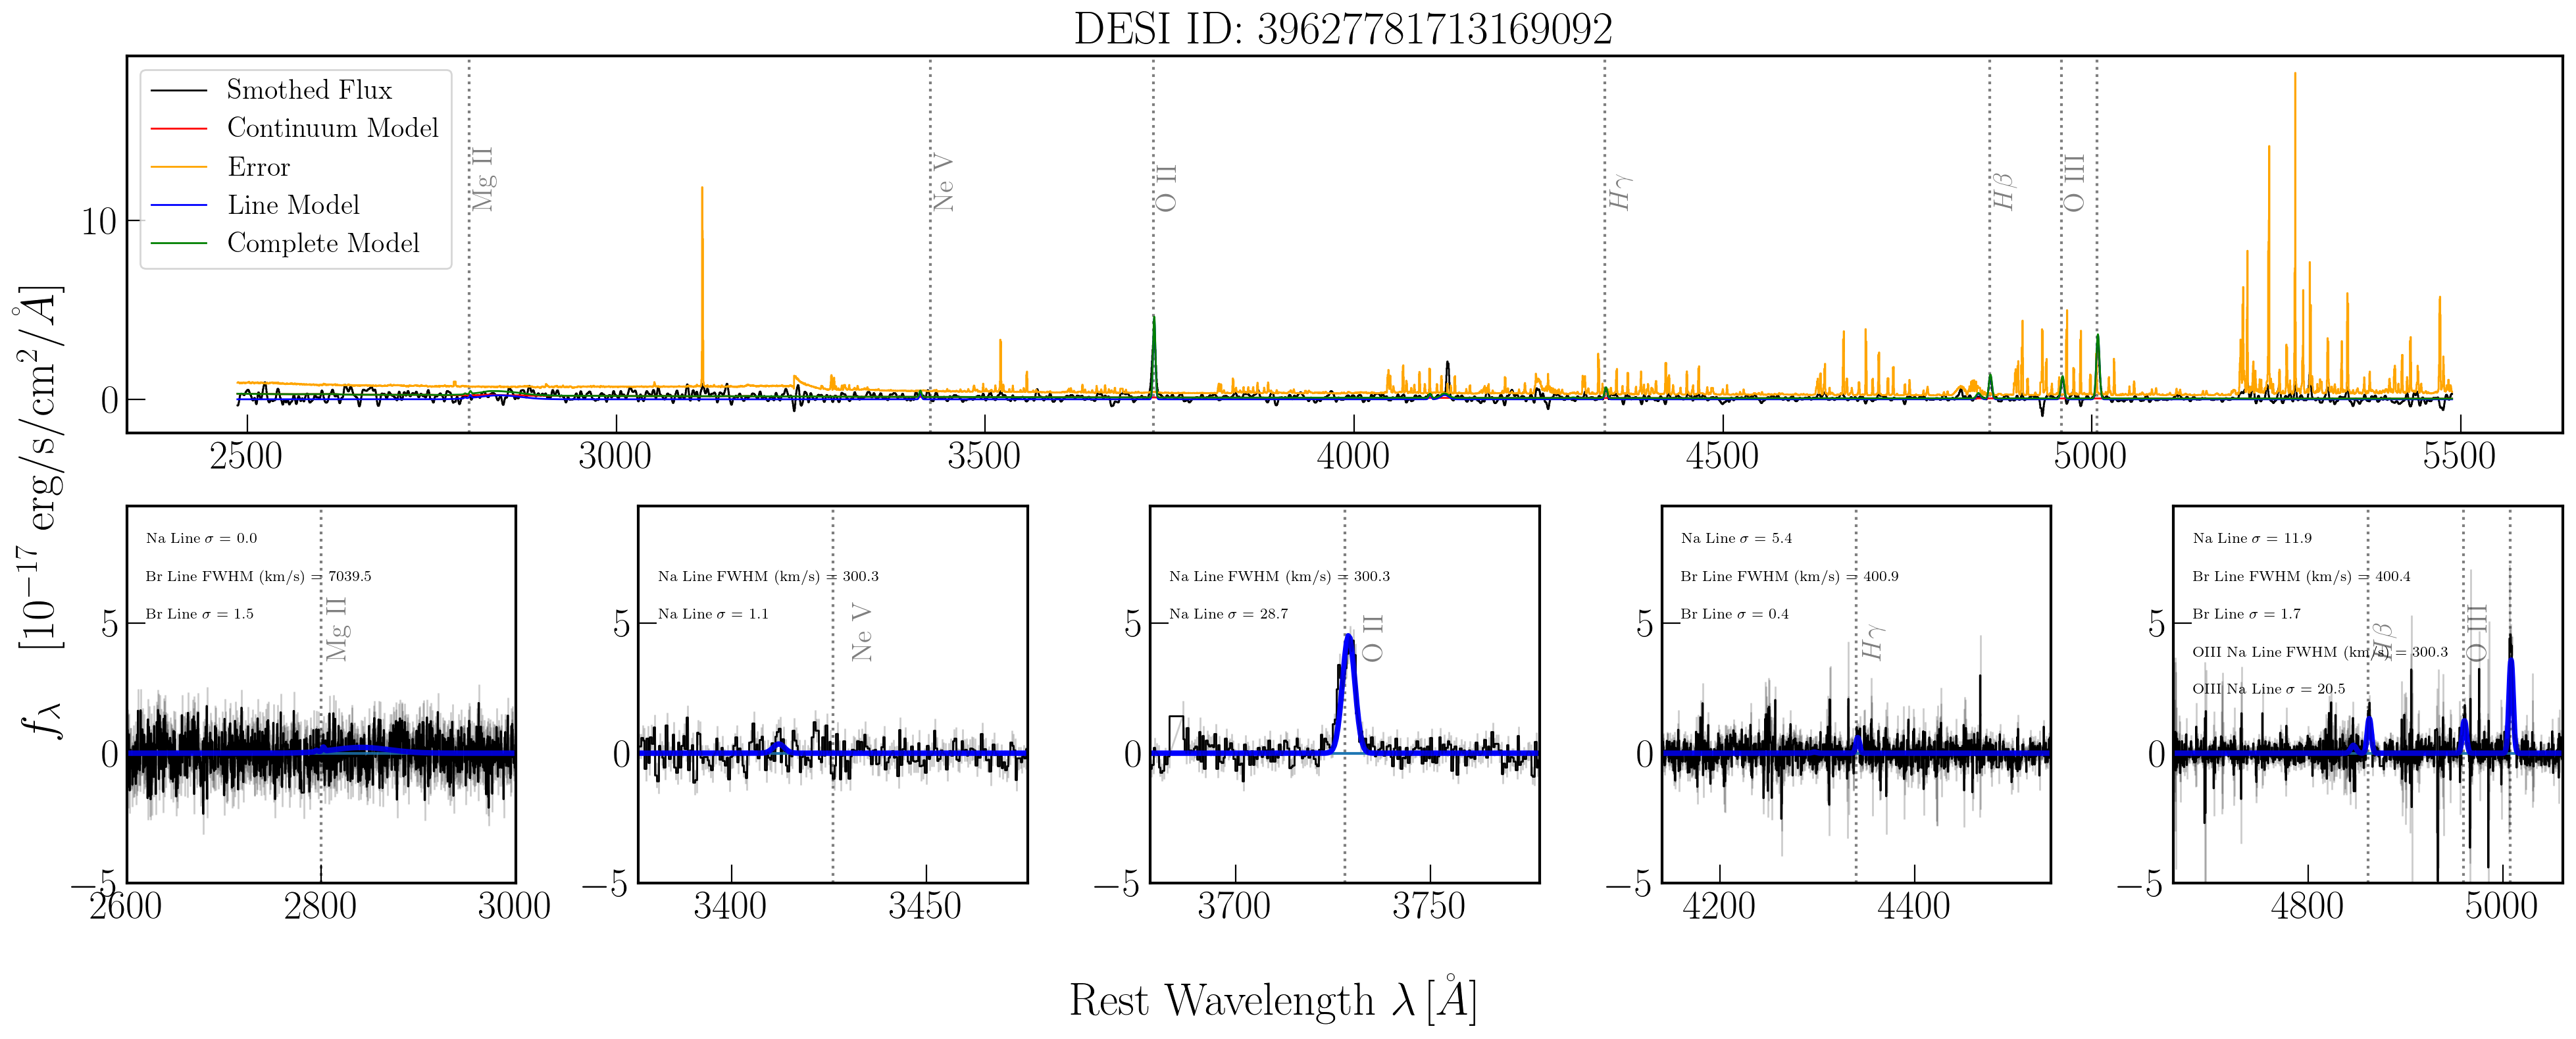 DESI ID: 39627781713169092
Smothed Flux
Continuum Model
Error
Line Model
Complete Model
Mg II
Ne V
O II
Hγ
Hβ
O III
10
0
2500 3000 3500 4000 4500 5000 5500
f_λ [10⁻¹⁷ erg/s/cm²/Å]
Na Line σ = 0.0
Br Line FWHM (km/s) = 7039.5
Br Line σ = 1.5
Mg II
5
0
−5
2600 2800 3000
Na Line FWHM (km/s) = 300.3
Na Line σ = 1.1
Ne V
5
0
−5
3400 3450
Na Line FWHM (km/s) = 300.3
Na Line σ = 28.7
O II
5
0
−5
3700 3750
Na Line σ = 5.4
Br Line FWHM (km/s) = 400.9
Br Line σ = 0.4
Hγ
5
0
−5
4200 4400
Na Line σ = 11.9
Br Line FWHM (km/s) = 400.4
Br Line σ = 1.7
OIII Na Line FWHM (km/s) = 300.3
OIII Na Line σ = 20.5
Hβ
O III
5
0
−5
4800 5000
Rest Wavelength λ [Å]